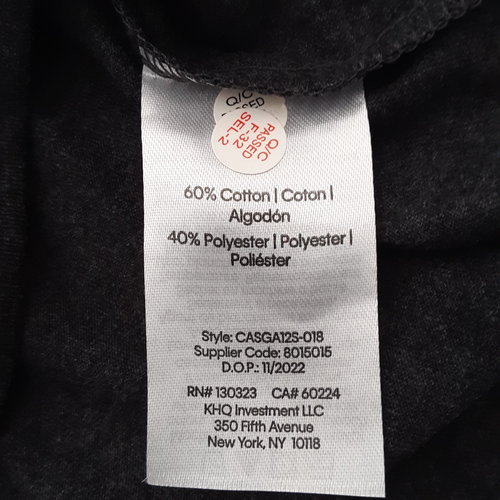 Q/C
SED
Q/C
PASSED
F-32
SEL-2
60% Cotton | Coton |
Algodón
40% Polyester | Polyester |
Poliéster
Style: CASGA12S-018
Supplier Code: 8015015
D.O.P.: 11/2022
RN# 130323 CA# 60224
KHQ Investment LLC
350 Fifth Avenue
New York, NY 10118